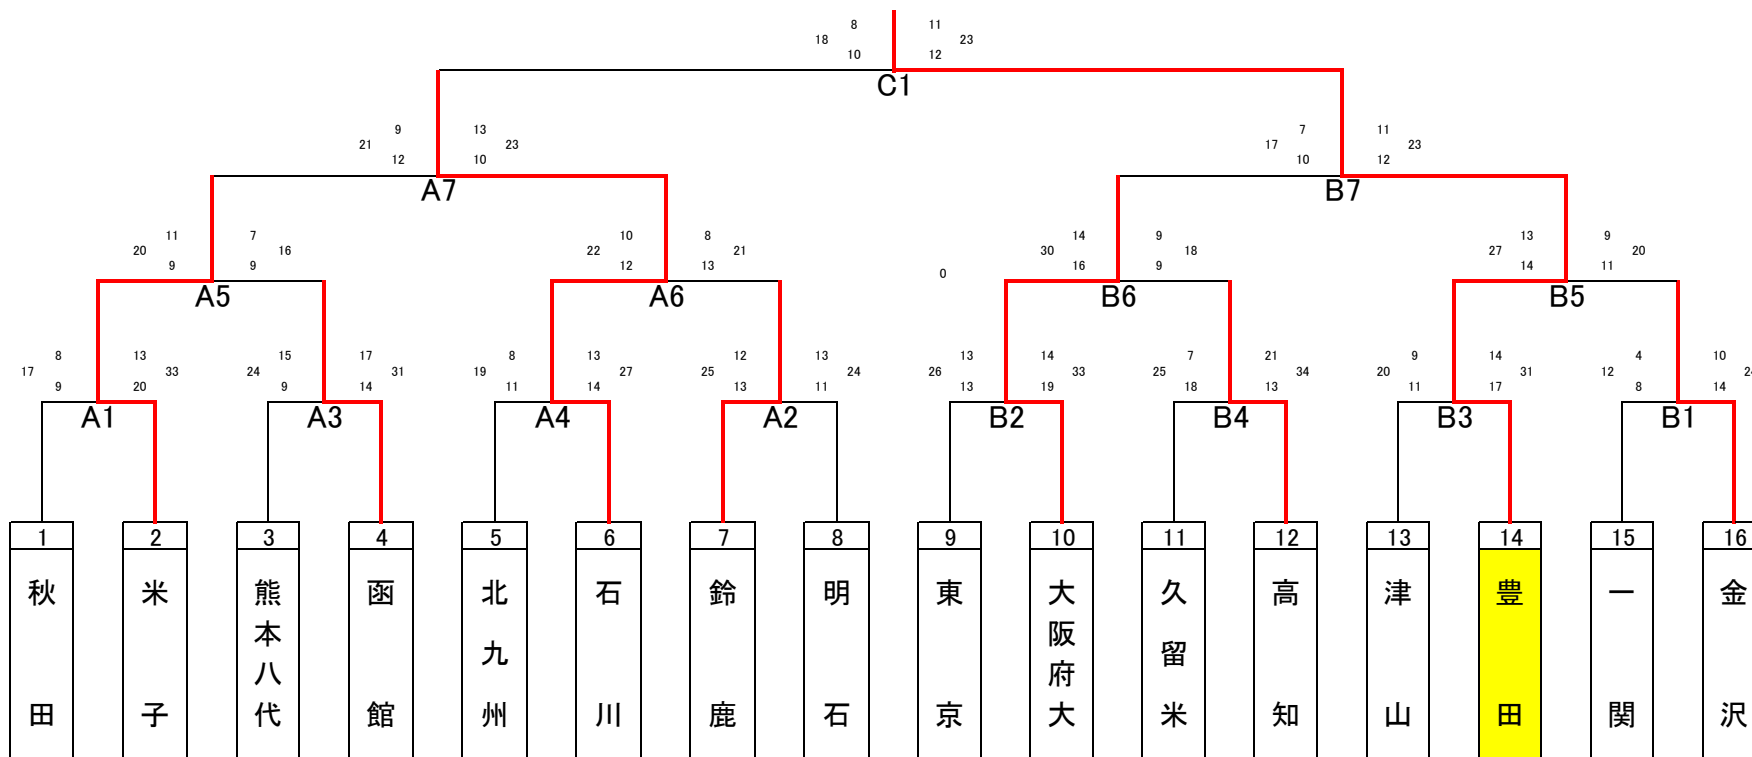 8 11
18 23
10 12
C1
9 13 7 11
21 23 17 23
12 10 10 12
A7 B7
11 7 10 8 14 9 13 9
20 16 22 21 30 18 27 20
9 9 12 13 0 16 9 14 11
A5 A6 B6 B5
8 13 15 17 8 13 12 13 13 14 7 21 9 14 4 10
17 33 24 31 19 27 25 24 26 33 25 34 20 31 12
9 20 9 14 11 14 13 11 13 19 18 13 11 17 8 14
A1 A3 A4 A2 B2 B4 B3 B1
1 2 3 4 5 6 7 8 9 10 11 12 13 14 15 16
秋田
米子
熊本八代
函館
北九州
石川
鈴鹿
明石
東京
大阪府大
久留米
高知
津山
豊田
一関
金沢